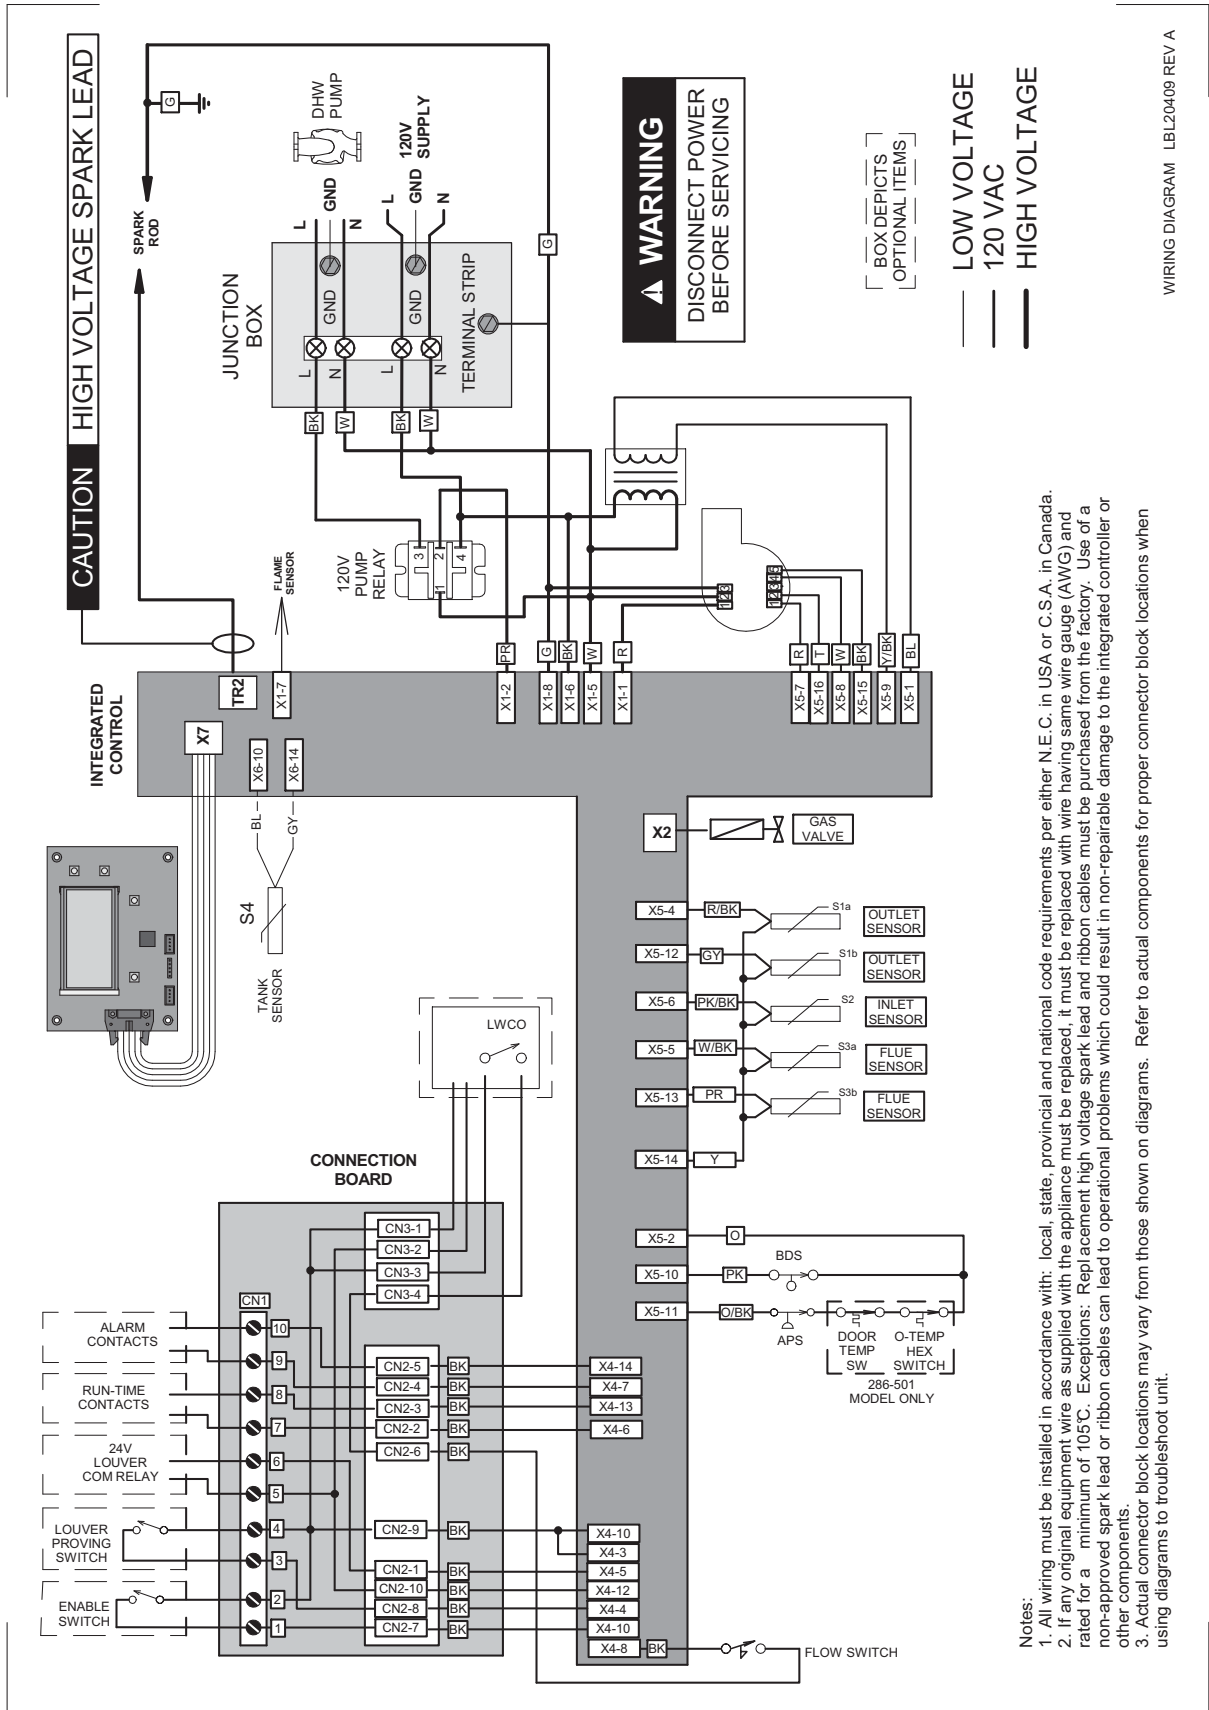 CAUTION HIGH VOLTAGE SPARK LEAD
G
SPARK
ROD
DHW
PUMP
GND
L
N
120V
SUPPLY
L
GND
N
JUNCTION
BOX
GND
GND
TERMINAL STRIP
L
N
L
N
BK
W
BK
W
G
WARNING
DISCONNECT POWER
BEFORE SERVICING
BOX DEPICTS
OPTIONAL ITEMS
LOW VOLTAGE
120 VAC
HIGH VOLTAGE
WIRING DIAGRAM LBL20409 REV A
FLAME
SENSOR
120V
PUMP
RELAY
3
2
4
1
1 2 3
1 2 3 4 5
INTEGRATED
CONTROL
TR2
X7
X1-7
X6-10
X6-14
BL
GY
S4
TANK
SENSOR
X1-2
PR
X1-8
G
X1-6
BK
X1-5
W
X1-1
R
X5-7
R
X5-16
T
X5-8
W
X5-15
BK
X5-9
Y/BK
X5-1
BL
X2
GAS
VALVE
X5-4
R/BK
S1a
OUTLET
SENSOR
X5-12
GY
S1b
OUTLET
SENSOR
X5-6
PK/BK
S2
INLET
SENSOR
X5-5
W/BK
S3a
FLUE
SENSOR
X5-13
PR
S3b
FLUE
SENSOR
X5-14
Y
X5-2
O
X5-10
PK
BDS
X5-11
O/BK
APS
DOOR
TEMP
SW
O-TEMP
HEX
SWITCH
286-501
MODEL ONLY
LWCO
CONNECTION
BOARD
CN3-1
CN3-2
CN3-3
CN3-4
CN1
10
9
8
7
6
5
4
3
2
1
ALARM
CONTACTS
RUN-TIME
CONTACTS
24V
LOUVER
COM RELAY
LOUVER
PROVING
SWITCH
ENABLE
SWITCH
CN2-5
BK
X4-14
CN2-4
BK
X4-7
CN2-3
BK
X4-13
CN2-2
BK
X4-6
CN2-6
BK
CN2-9
BK
X4-10
X4-3
CN2-1
BK
X4-5
CN2-10
BK
X4-12
CN2-8
BK
X4-4
CN2-7
BK
X4-10
X4-8
BK
FLOW SWITCH
Notes:
1. All wiring must be installed in accordance with: local, state, provincial and national code requirements per either N.E.C. in USA or C.S.A. in Canada.
2. If any original equipment wire as supplied with the appliance must be replaced, it must be replaced with wire having same wire gauge (AWG) and
rated for a minimum of 105°C. Exceptions: Replacement high voltage spark lead and ribbon cables must be purchased from the factory. Use of a
non-approved spark lead or ribbon cables can lead to operational problems which could result in non-repairable damage to the integrated controller or
other components.
3. Actual connector block locations may vary from those shown on diagrams. Refer to actual components for proper connector block locations when
using diagrams to troubleshoot unit.